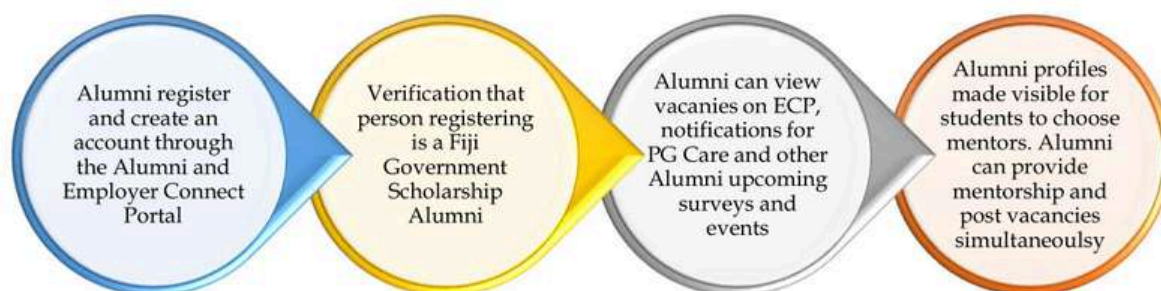 Alumni register
and create an
account through
the Alumni and
Employer Connect
Portal
Verification that
person registering
is a Fiji
Government
Scholarship
Alumni
Alumni can view
vacanies on ECP,
notifications for
PG Care and other
Alumni upcoming
surveys and
events
Alumni profiles
made visible for
students to choose
mentors. Alumni
can provide
mentorship and
post vacancies
simultaneoulsy